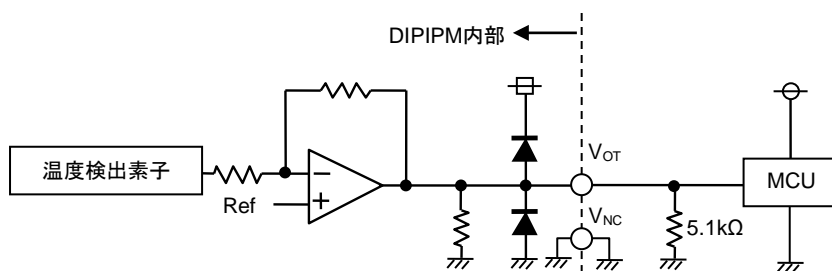 DIPIPM内部
温度検出素子
Ref
−
+
VOT
VNC
MCU
5.1kΩ